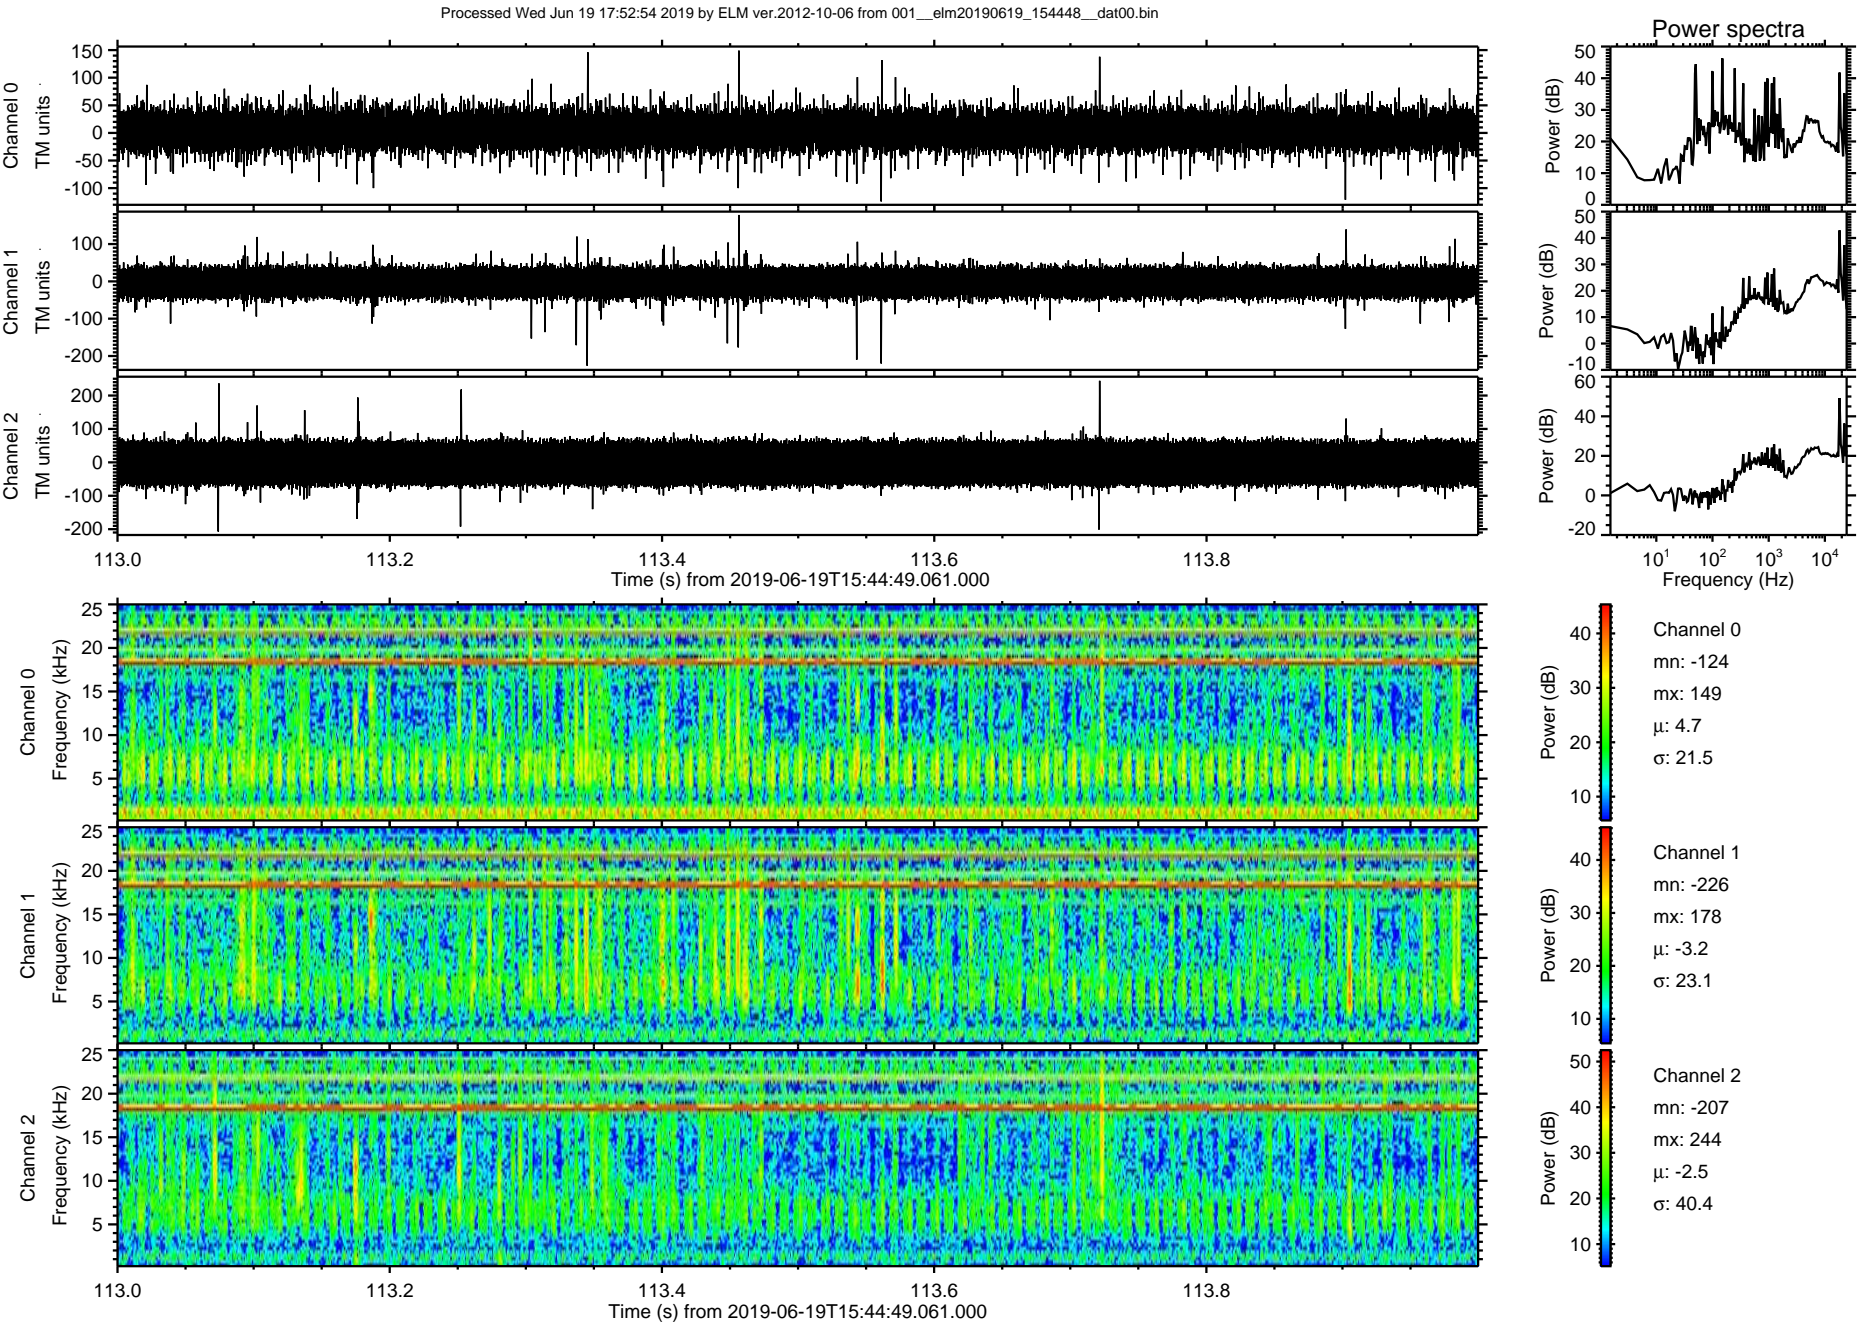 Processed Wed Jun 19 17:52:54 2019 by ELM ver.2012-10-06 from 001__elm20190619_154448__dat00.bin
Power spectra
Channel 0
TM units
150
100
50
0
-50
-100
Power (dB)
50
40
30
20
10
0
Channel 1
TM units
100
0
-100
-200
Power (dB)
50
40
30
20
10
0
-10
Channel 2
TM units
200
100
0
-100
-200
Power (dB)
60
40
20
0
-20
113.0 113.2 113.4 113.6 113.8
Time (s) from 2019-06-19T15:44:49.061.000
10¹ 10² 10³ 10⁴
Frequency (Hz)
Channel 0
Frequency (kHz)
25
20
15
10
5
Power (dB)
40
30
20
10
Channel 0
mn: -124
mx: 149
μ: 4.7
σ: 21.5
Channel 1
Frequency (kHz)
25
20
15
10
5
Power (dB)
40
30
20
10
Channel 1
mn: -226
mx: 178
μ: -3.2
σ: 23.1
Channel 2
Frequency (kHz)
25
20
15
10
5
Power (dB)
50
40
30
20
10
Channel 2
mn: -207
mx: 244
μ: -2.5
σ: 40.4
113.0 113.2 113.4 113.6 113.8
Time (s) from 2019-06-19T15:44:49.061.000